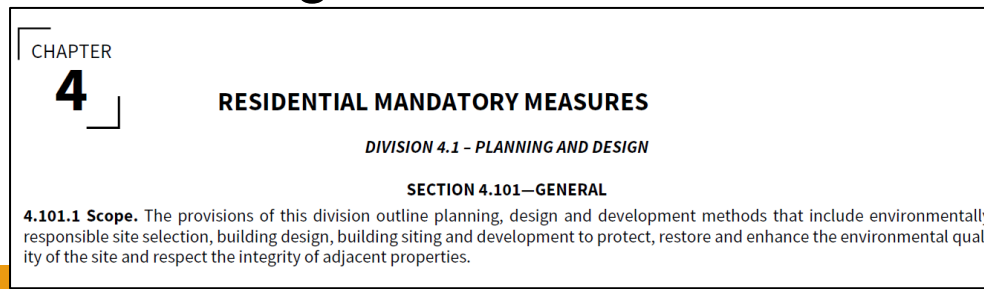 CHAPTER
4
RESIDENTIAL MANDATORY MEASURES
DIVISION 4.1 – PLANNING AND DESIGN
SECTION 4.101—GENERAL
4.101.1 Scope. The provisions of this division outline planning, design and development methods that include environmentally
responsible site selection, building design, building siting and development to protect, restore and enhance the environmental qual
ity of the site and respect the integrity of adjacent properties.